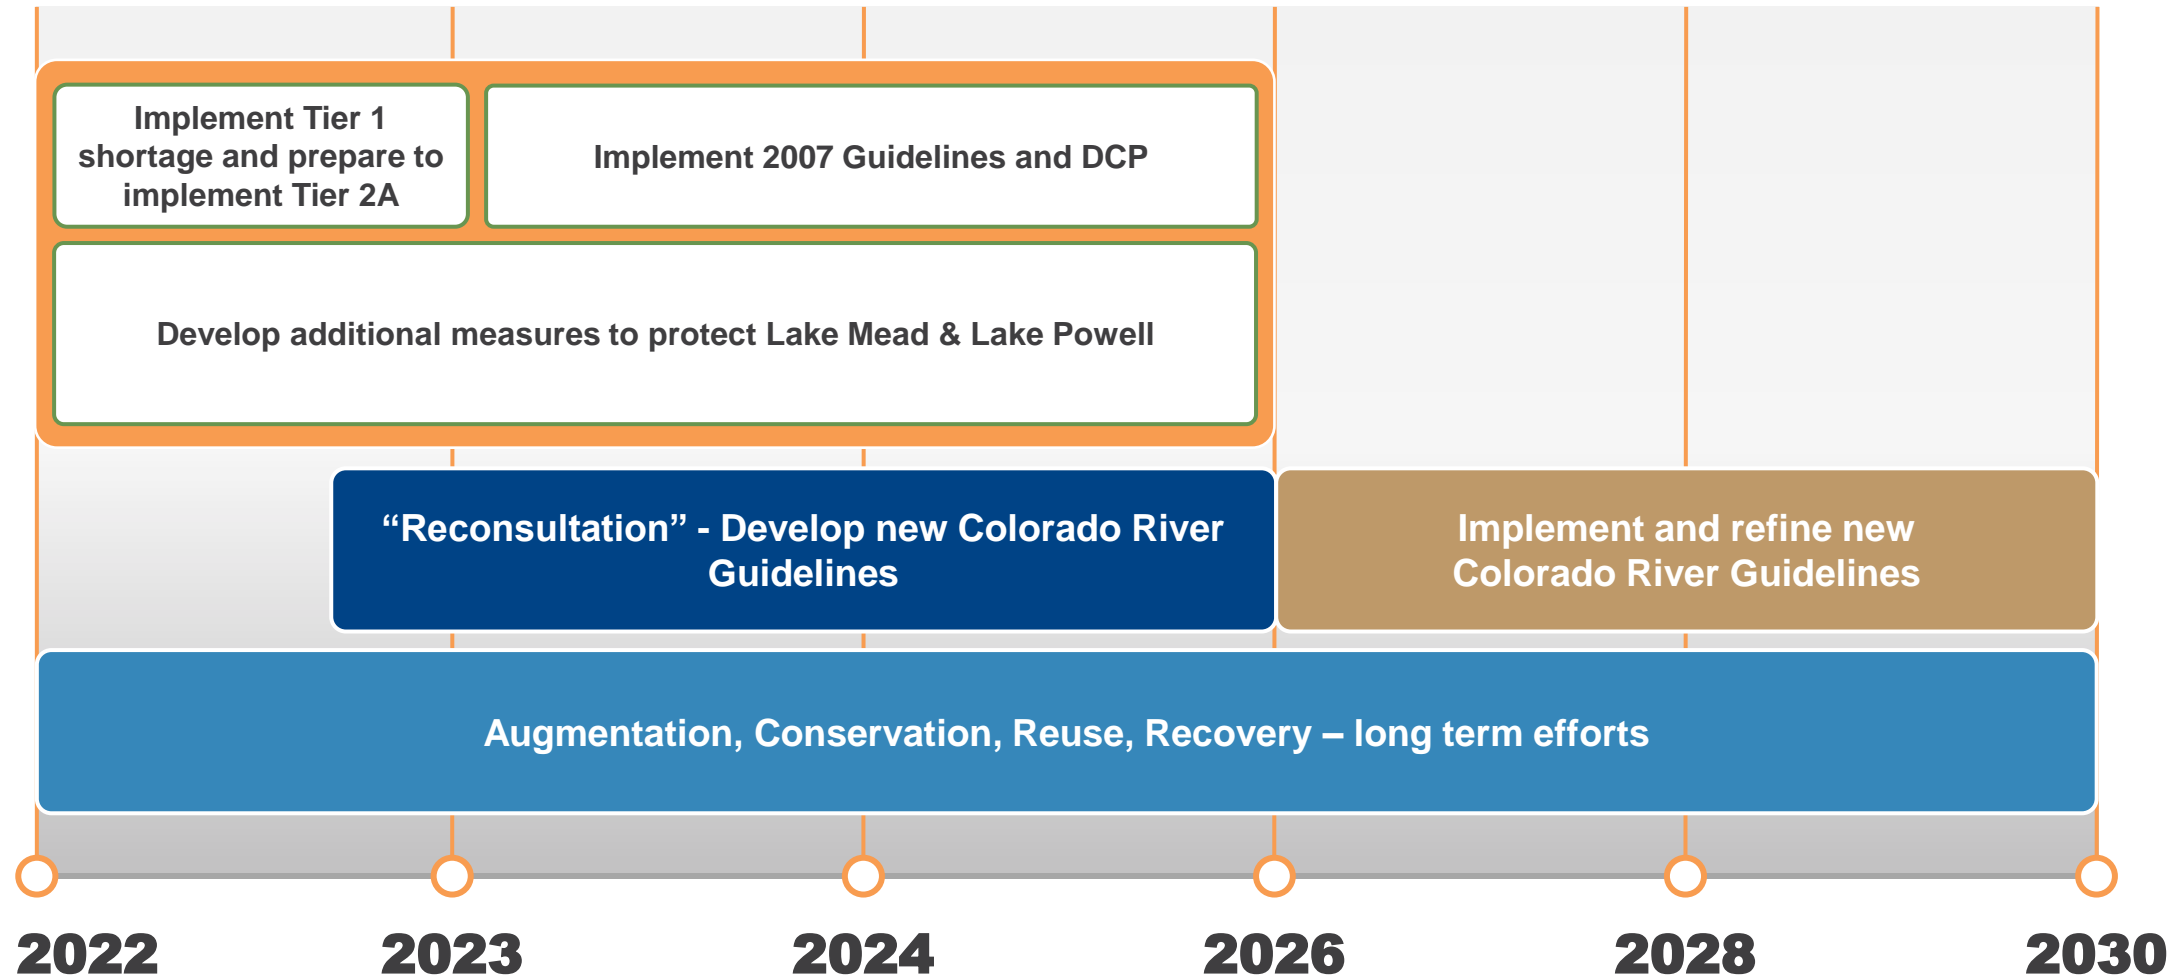 Implement Tier 1
shortage and prepare to
implement Tier 2A
Implement 2007 Guidelines and DCP
Develop additional measures to protect Lake Mead & Lake Powell
“Reconsultation” - Develop new Colorado River
Guidelines
Implement and refine new
Colorado River Guidelines
Augmentation, Conservation, Reuse, Recovery – long term efforts
2022
2023
2024
2026
2028
2030